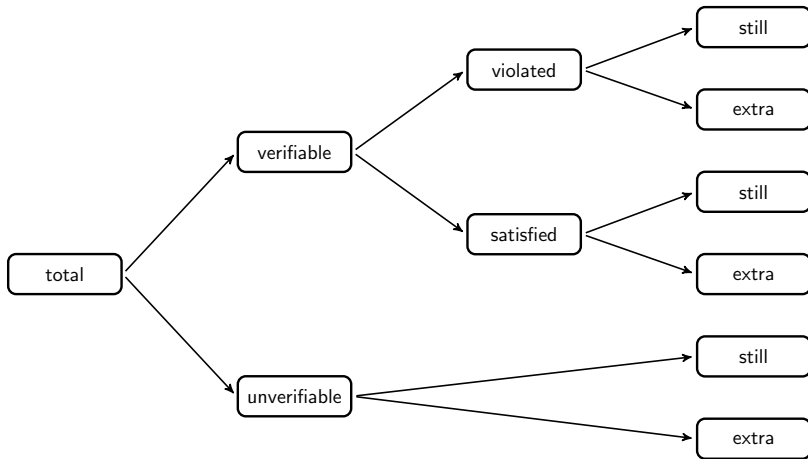 still
violated
extra
verifiable
still
satisfied
total
extra
still
unverifiable
extra